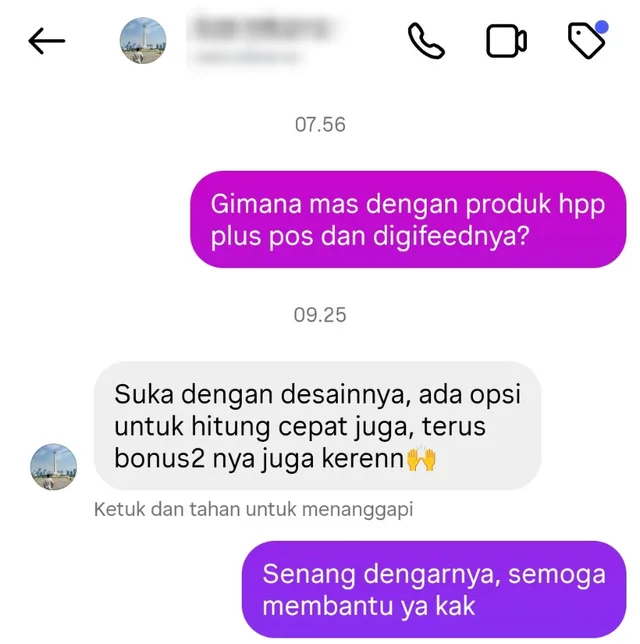 07.56
Gimana mas dengan produk hpp
plus pos dan digifeednya?
09.25
Suka dengan desainnya, ada opsi
untuk hitung cepat juga, terus
bonus2 nya juga kerenn🙌
Ketuk dan tahan untuk menanggapi
Senang dengarnya, semoga
membantu ya kak